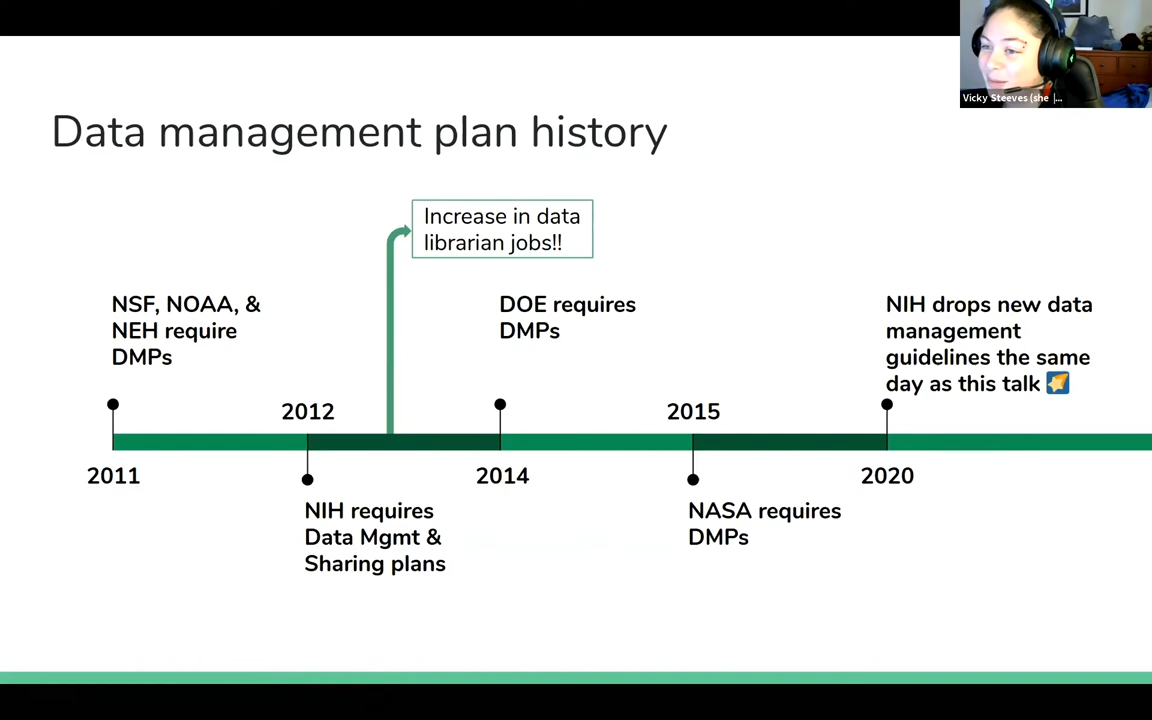 Vicky Steeves (she |...
Data management plan history
Increase in data
librarian jobs!!
NSF, NOAA, &
NEH require
DMPs
DOE requires
DMPs
NIH drops new data
management
guidelines the same
day as this talk
2012
2015
2011
2014
2020
NIH requires
Data Mgmt &
Sharing plans
NASA requires
DMPs